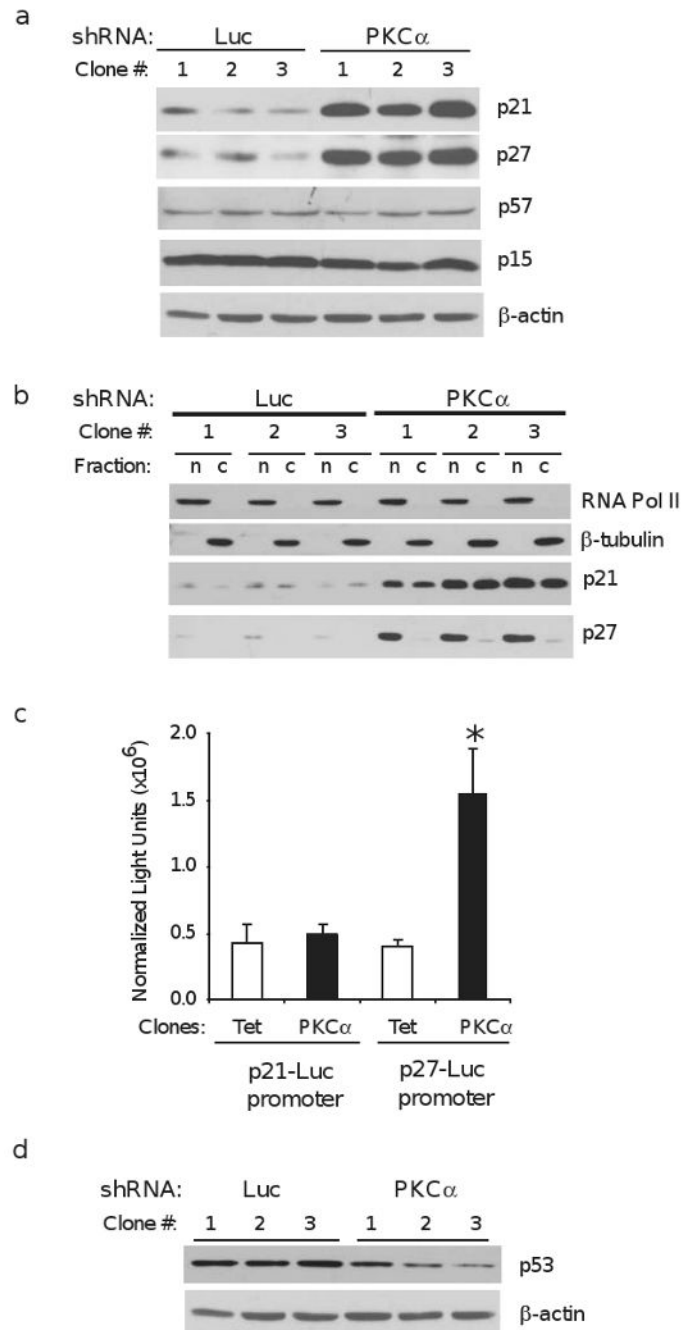 a
shRNA: Luc PKCα
Clone #: 1 2 3 1 2 3
p21
p27
p57
p15
β-actin
b
shRNA: Luc PKCα
Clone #: 1 2 3 1 2 3
Fraction: n c n c n c n c n c n c
RNA Pol II
β-tubulin
p21
p27
c
Normalized Light Units (x10⁶)
2.0
1.5
1.0
0.5
0.0
*
Clones: Tet PKCα Tet PKCα
p21-Luc promoter p27-Luc promoter
d
shRNA: Luc PKCα
Clone #: 1 2 3 1 2 3
p53
β-actin